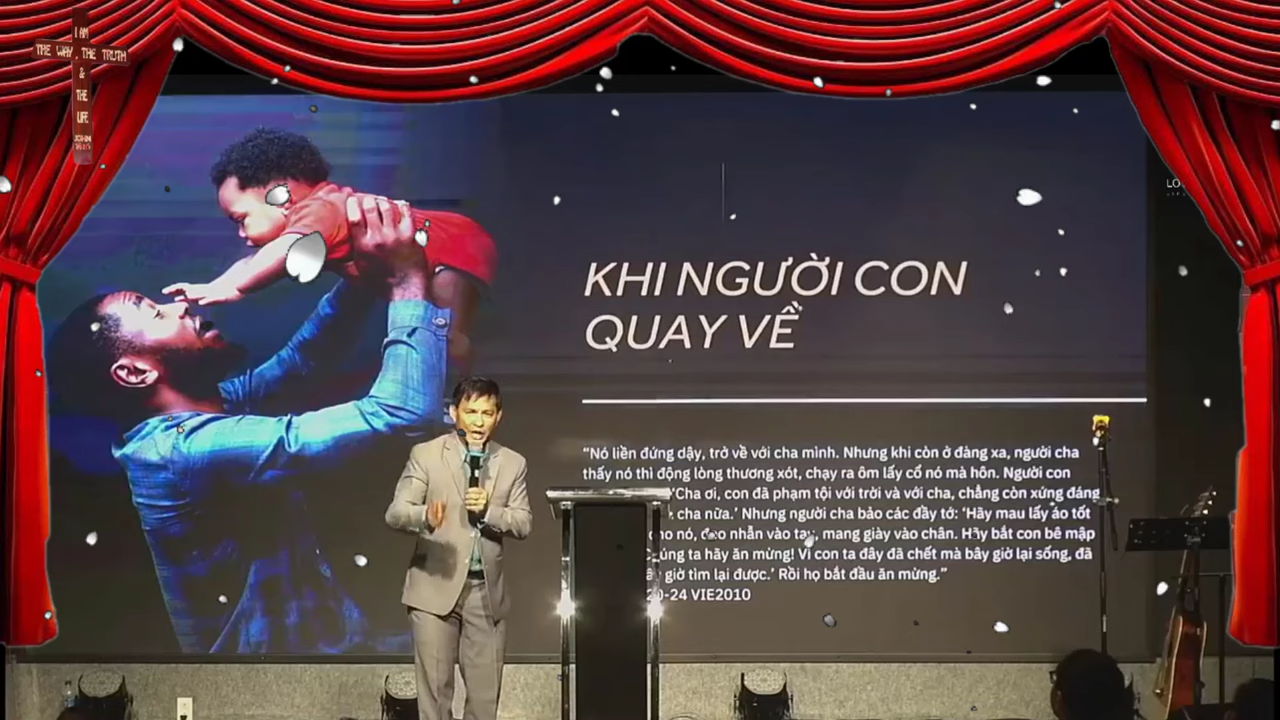 I AM
THE WAY, THE TRUTH
&
THE
LIFE
JOHN
LO
KHI NGƯỜI CON
QUAY VỀ
“Nó liền đứng dậy, trở về với cha mình. Nhưng khi còn ở đàng xa, người cha
thấy nó thì động lòng thương xót, chạy ra ôm lấy cổ nó mà hôn. Người con
‘Cha ơi, con đã phạm tội với trời và với cha, chẳng còn xứng đáng
cha nữa.’ Nhưng người cha bảo các đầy tớ: ‘Hãy mau lấy áo tốt
cho nó, đeo nhẫn vào tay, mang giày vào chân. Hãy bắt con bê mập
húng ta hãy ăn mừng! Vì con ta đây đã chết mà bây giờ lại sống, đã
giờ tìm lại được.’ Rồi họ bắt đầu ăn mừng.”
20-24 VIE2010